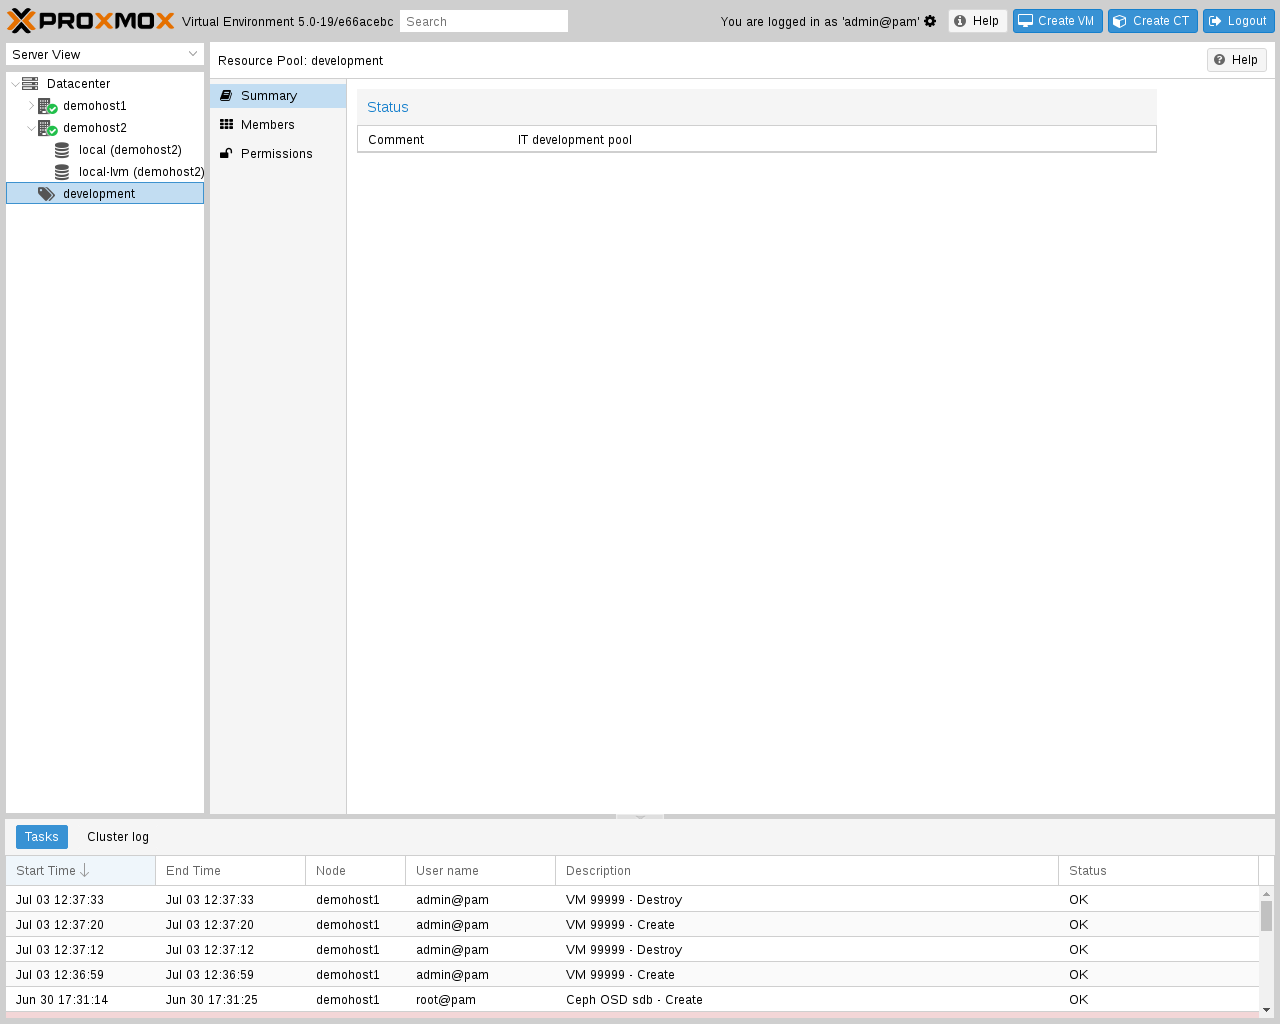 PROXMOX Virtual Environment 5.0-19/e66acebc Search You are logged in as 'admin@pam' Help Create VM Create CT Logout
Server View
Datacenter
demohost1
demohost2
local (demohost2)
local-lvm (demohost2)
development
Resource Pool: development Help
Summary
Members
Permissions
Status
Comment IT development pool
Tasks Cluster log
Start Time End Time Node User name Description Status
Jul 03 12:37:33 Jul 03 12:37:33 demohost1 admin@pam VM 99999 - Destroy OK
Jul 03 12:37:20 Jul 03 12:37:20 demohost1 admin@pam VM 99999 - Create OK
Jul 03 12:37:12 Jul 03 12:37:12 demohost1 admin@pam VM 99999 - Destroy OK
Jul 03 12:36:59 Jul 03 12:36:59 demohost1 admin@pam VM 99999 - Create OK
Jun 30 17:31:14 Jun 30 17:31:25 demohost1 root@pam Ceph OSD sdb - Create OK